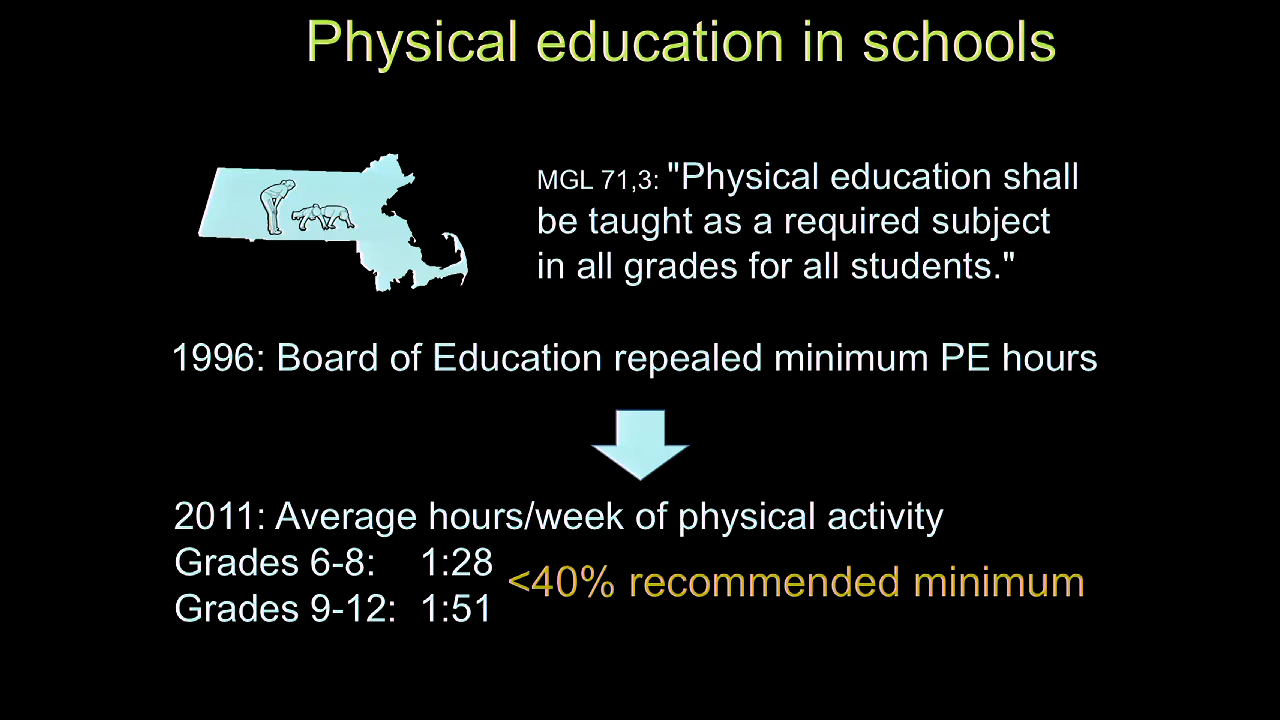 Physical education in schools
MGL 71,3: "Physical education shall
be taught as a required subject
in all grades for all students."
1996: Board of Education repealed minimum PE hours
2011: Average hours/week of physical activity
Grades 6-8: 1:28
Grades 9-12: 1:51
<40% recommended minimum